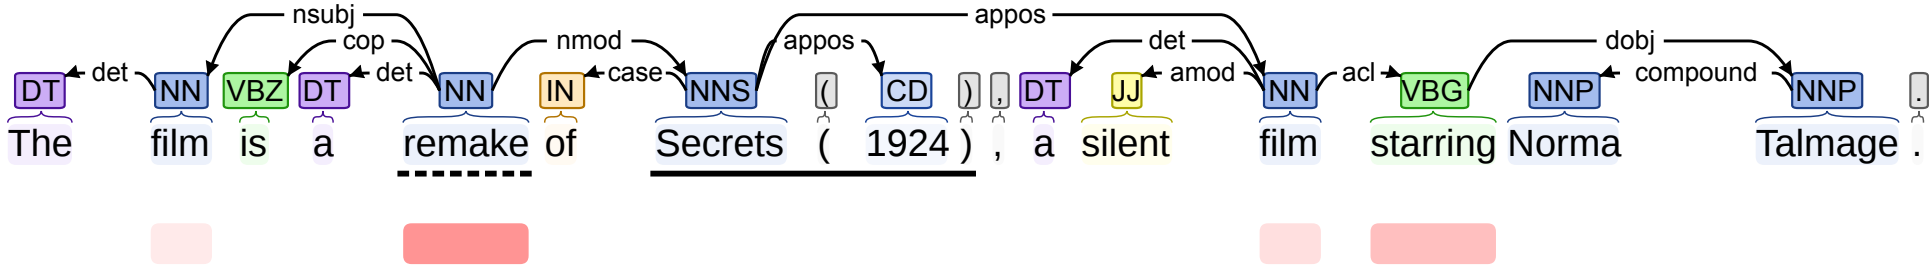 nsubj appos
cop nmod appos det dobj
det det case amod acl compound
DT NN VBZ DT NN IN NNS ( CD ) , DT JJ NN VBG NNP NNP .
The film is a remake of Secrets ( 1924 ) , a silent film starring Norma Talmage .